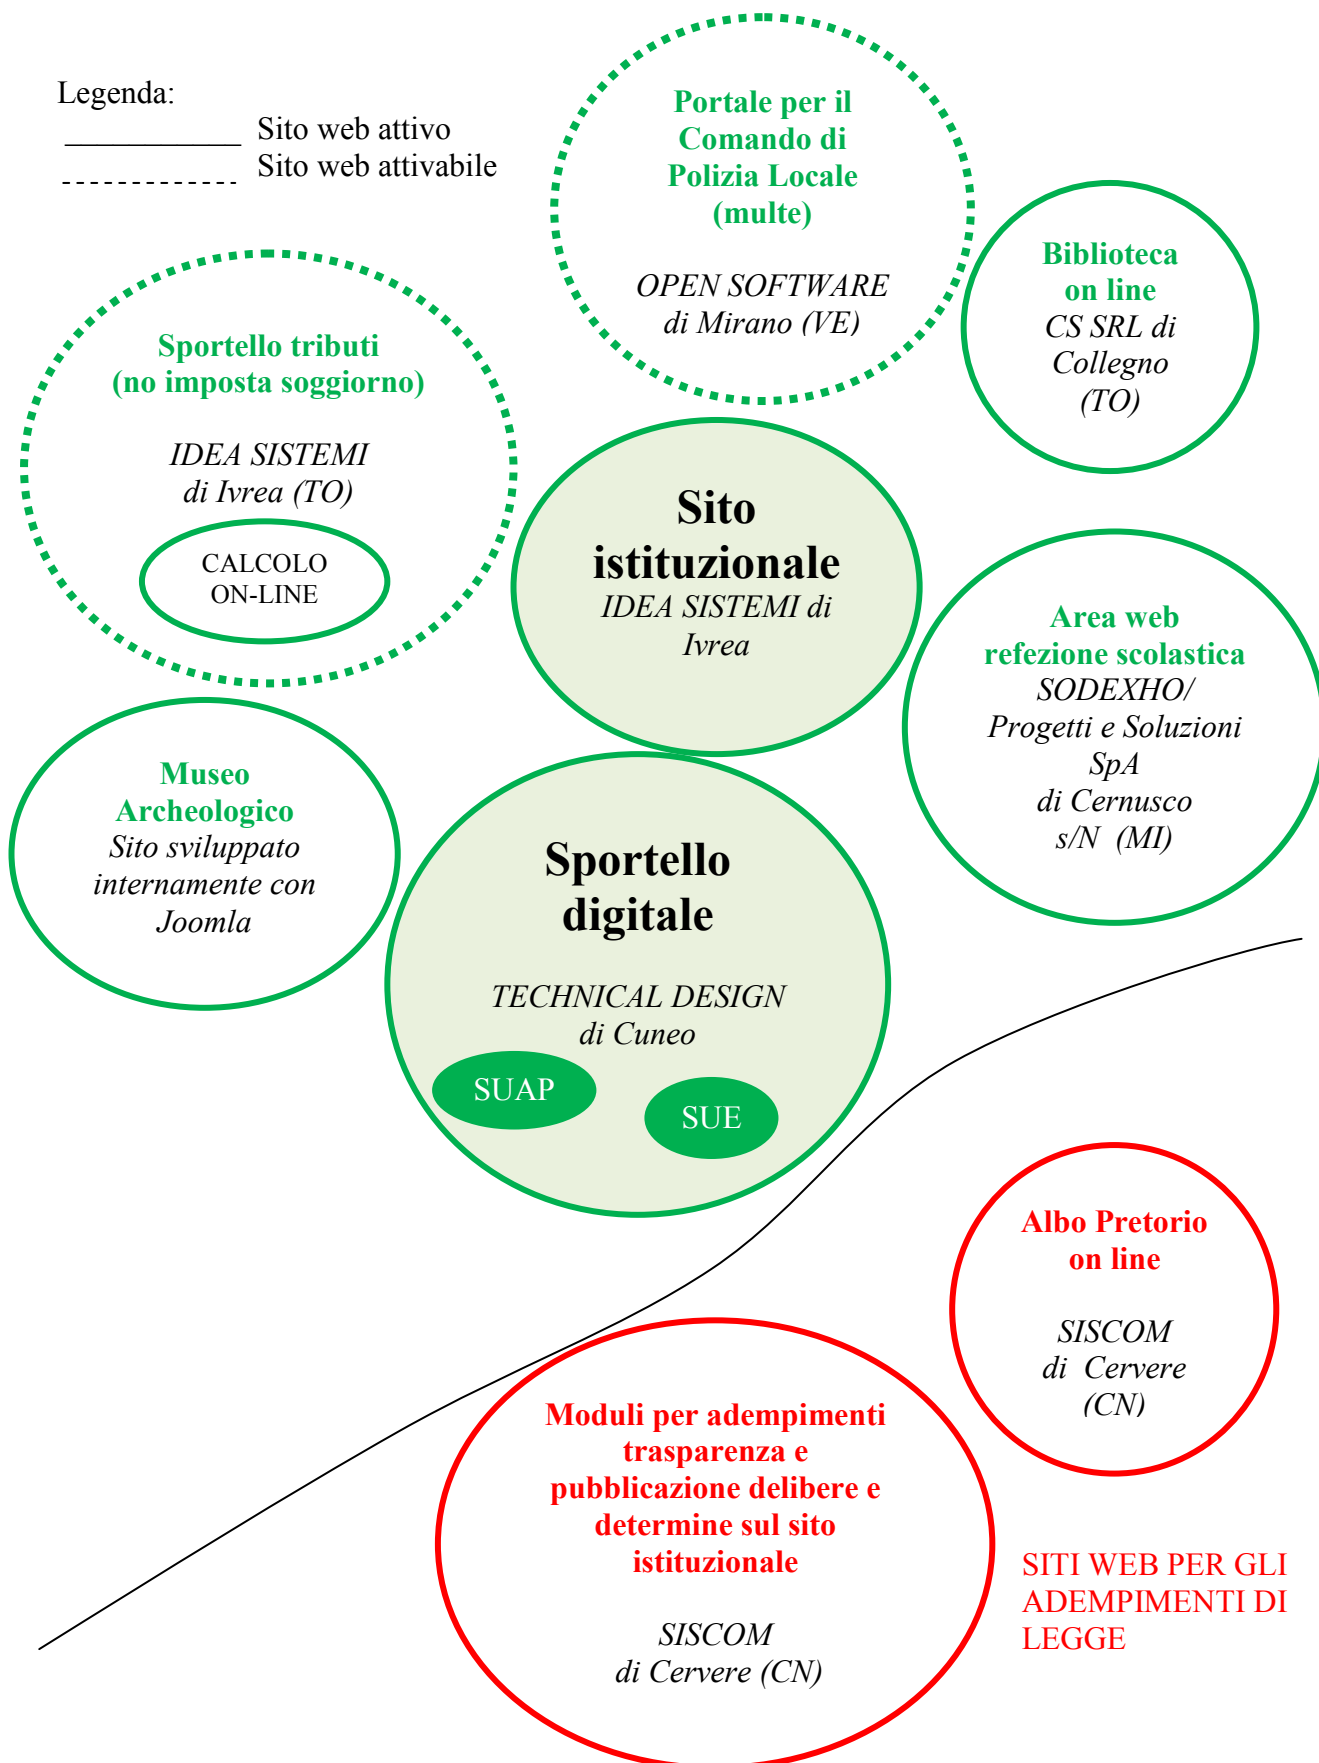 Legenda:
____________ Sito web attivo
------------- Sito web attivabile
Portale per il
Comando di
Polizia Locale
(multe)
OPEN SOFTWARE
di Mirano (VE)
Biblioteca
on line
CS SRL di
Collegno
(TO)
Sportello tributi
(no imposta soggiorno)
IDEA SISTEMI
di Ivrea (TO)
CALCOLO
ON-LINE
Sito
istituzionale
IDEA SISTEMI di
Ivrea
Area web
refezione scolastica
SODEXHO/
Progetti e Soluzioni
SpA
di Cernusco
s/N (MI)
Museo
Archeologico
Sito sviluppato
internamente con
Joomla
Sportello
digitale
TECHNICAL DESIGN
di Cuneo
SUAP
SUE
Albo Pretorio
on line
SISCOM
di Cervere
(CN)
Moduli per adempimenti
trasparenza e
pubblicazione delibere e
determine sul sito
istituzionale
SISCOM
di Cervere (CN)
SITI WEB PER GLI
ADEMPIMENTI DI
LEGGE